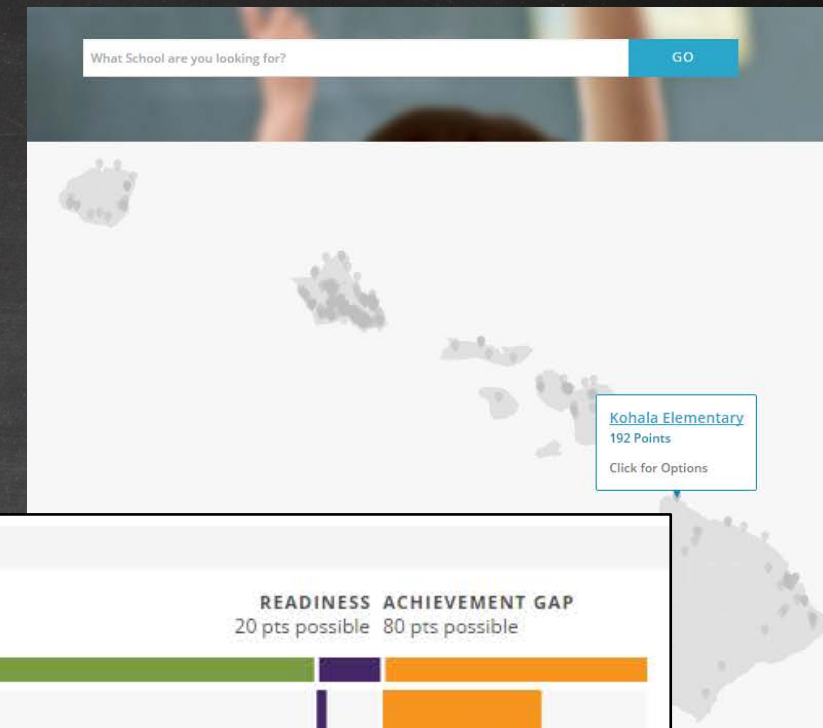 What School are you looking for?
GO
Kohala Elementary
192 Points
Click for Options
READINESS ACHIEVEMENT GAP
20 pts possible 80 pts possible